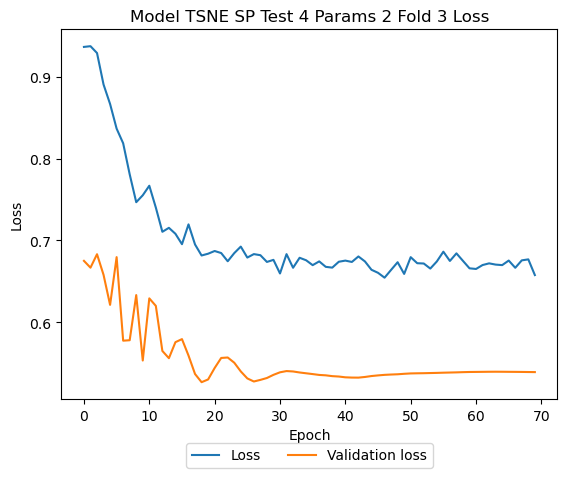 Model TSNE SP Test 4 Params 2 Fold 3 Loss
Loss
0.9
0.8
0.7
0.6
0 10 20 30 40 50 60 70
Epoch
Loss Validation loss